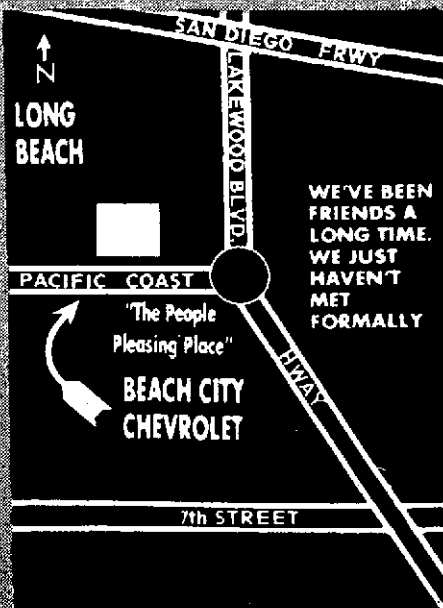 SAN DIEGO FRWY
N
LONG
BEACH
LAKEWOOD BLVD.
WE'VE BEEN
FRIENDS A
LONG TIME.
WE JUST
HAVEN'T
MET
FORMALLY
PACIFIC COAST
HWAY
"The People
Pleasing Place"
BEACH CITY
CHEVROLET
7th STREET